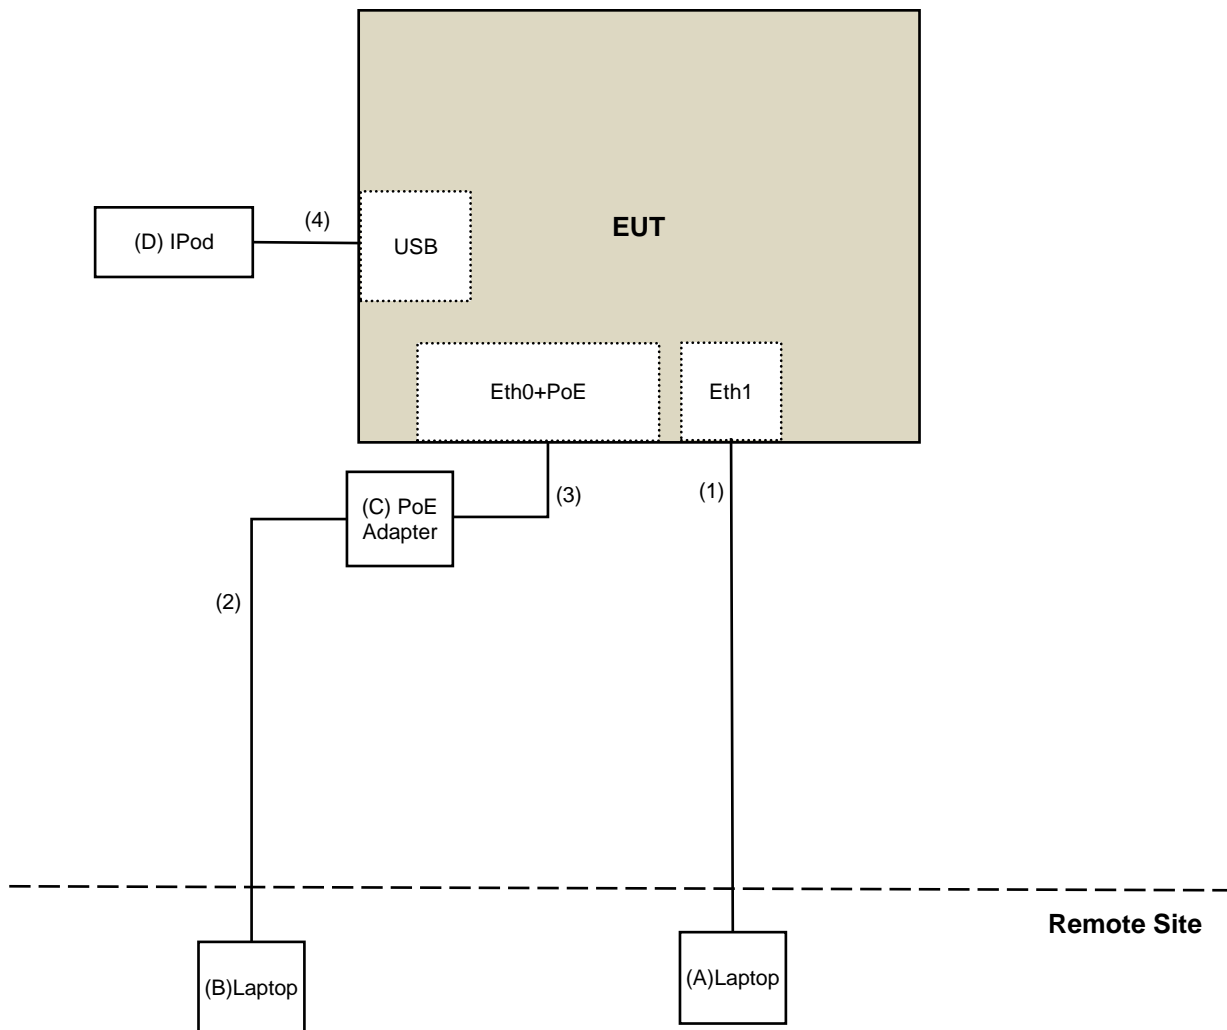 EUT
(4)
(D) IPod
USB
Eth0+PoE
Eth1
(C) PoE
Adapter
(3)
(1)
(2)
Remote Site
(B)Laptop
(A)Laptop